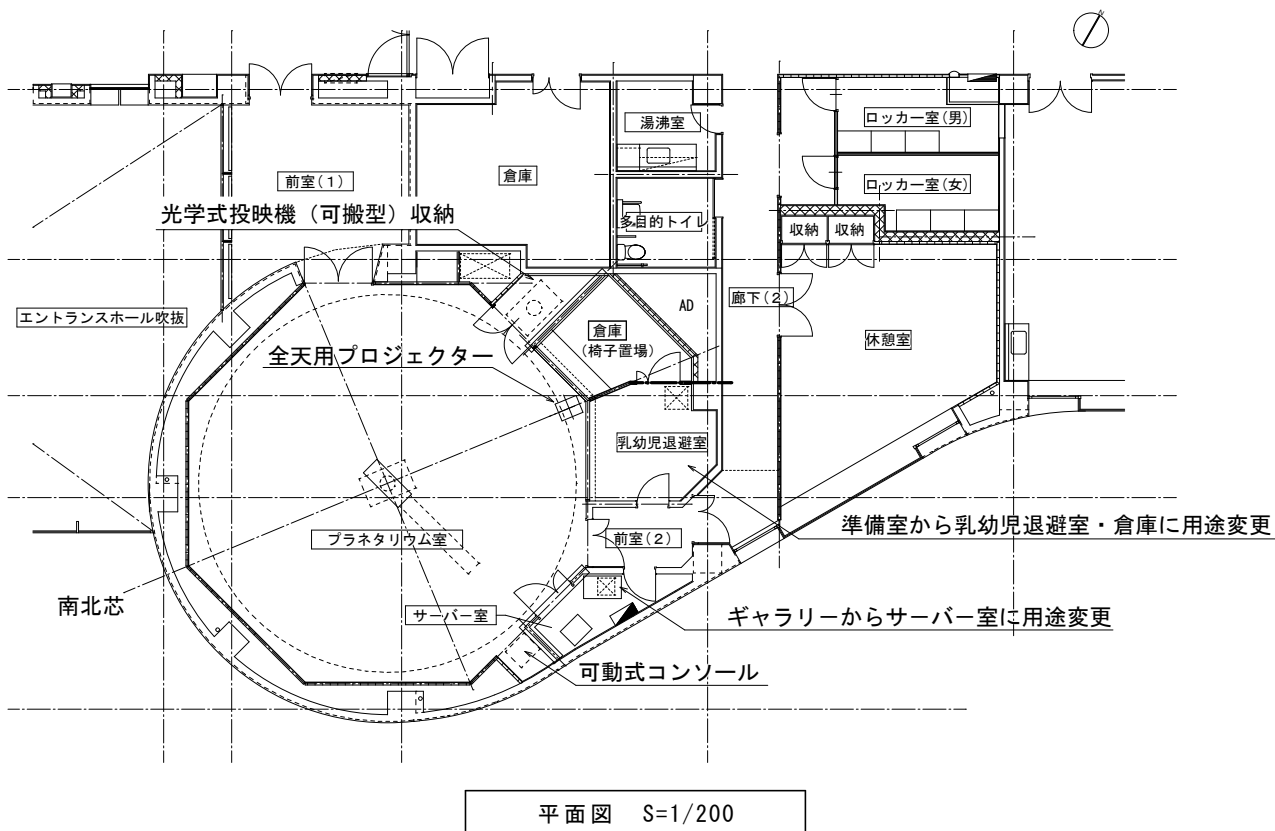 N
湯沸室
ロッカー室(男)
倉庫
前室(1)
ロッカー室(女)
光学式投映機（可搬型）収納
多目的トイレ
収納
収納
エントランスホール吹抜
AD
廊下(2)
倉庫
(椅子置場)
休憩室
全天用プロジェクター
乳幼児退避室
準備室から乳幼児退避室・倉庫に用途変更
プラネタリウム室
前室(2)
南北芯
サーバー室
ギャラリーからサーバー室に用途変更
可動式コンソール
平面図 S=1/200